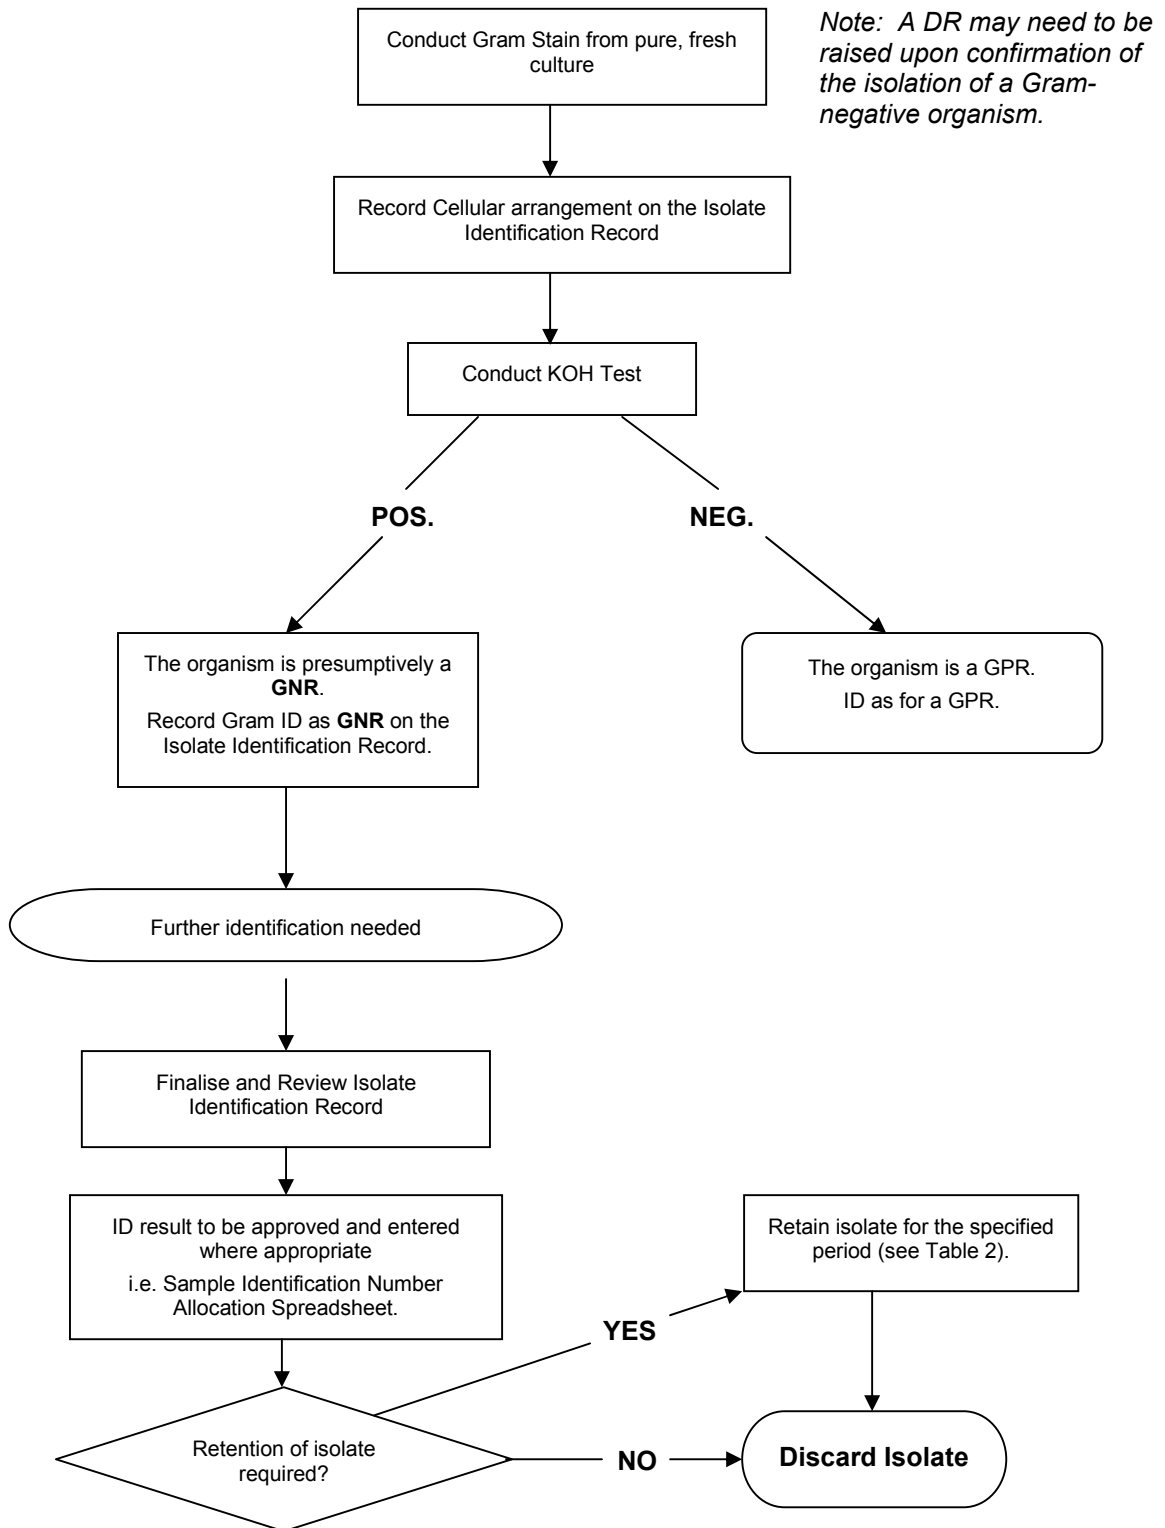 Conduct Gram Stain from pure, fresh
culture
Note: A DR may need to be
raised upon confirmation of
the isolation of a Gram-
negative organism.
Record Cellular arrangement on the Isolate
Identification Record
Conduct KOH Test
POS.
NEG.
The organism is presumptively a
GNR.
Record Gram ID as GNR on the
Isolate Identification Record.
The organism is a GPR.
ID as for a GPR.
Further identification needed
Finalise and Review Isolate
Identification Record
ID result to be approved and entered
where appropriate
i.e. Sample Identification Number
Allocation Spreadsheet.
Retain isolate for the specified
period (see Table 2).
YES
Retention of isolate
required?
NO
Discard Isolate